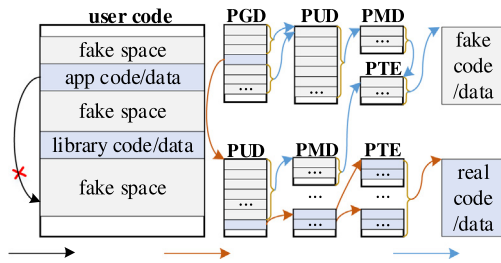 user code
PGD
PUD
PMD
fake space
app code/data
fake space
library code/data
fake space
...
...
...
PTE
...
fake
code
/data
PUD
PMD
PTE
...
...
...
...
...
...
...
real
code
/data